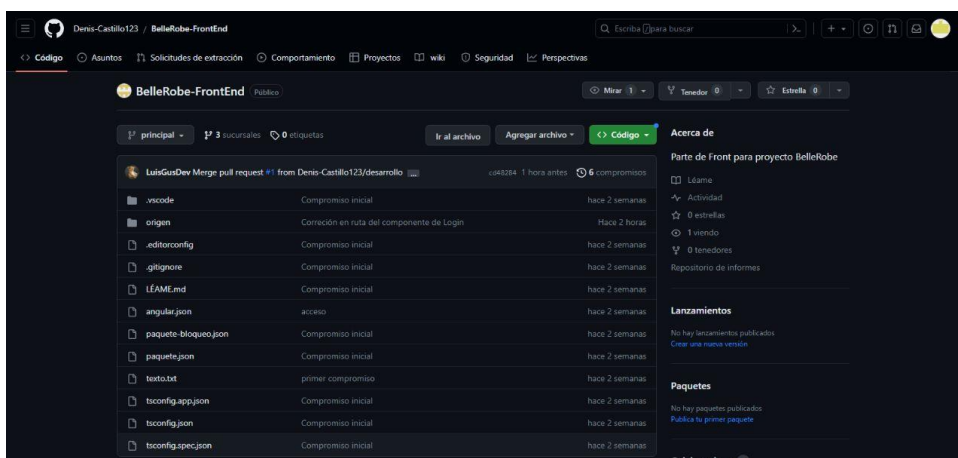 Denis-Castillo123 / BelleRobe-FrontEnd
Escriba / para buscar
Código Asuntos Solicitudes de extracción Comportamiento Proyectos wiki Seguridad Perspectivas
BelleRobe-FrontEnd Público
Mirar 1 Tenedor 0 Estrella 0
principal 3 sucursales 0 etiquetas Ir al archivo Agregar archivo Código
LuisGusDev Merge pull request #1 from Denis-Castillo123/desarrollo ... cd48284 1 hora antes 6 compromisos
.vscode Compromiso inicial hace 2 semanas
origen Correción en ruta del componente de Login Hace 2 horas
.editorconfig Compromiso inicial hace 2 semanas
.gitignore Compromiso inicial hace 2 semanas
LÉAME.md Compromiso inicial hace 2 semanas
angular.json acceso hace 2 semanas
paquete-bloqueo.json Compromiso inicial hace 2 semanas
paquete.json Compromiso inicial hace 2 semanas
texto.txt primer compromiso hace 2 semanas
tsconfig.app.json Compromiso inicial hace 2 semanas
tsconfig.json Compromiso inicial hace 2 semanas
tsconfig.spec.json Compromiso inicial hace 2 semanas
Acerca de
Parte de Front para proyecto BelleRobe
Léame
Actividad
0 estrellas
1 viendo
0 tenedores
Repositorio de informes
Lanzamientos
No hay lanzamientos publicados
Crear una nueva versión
Paquetes
No hay paquetes publicados
Publica tu primer paquete